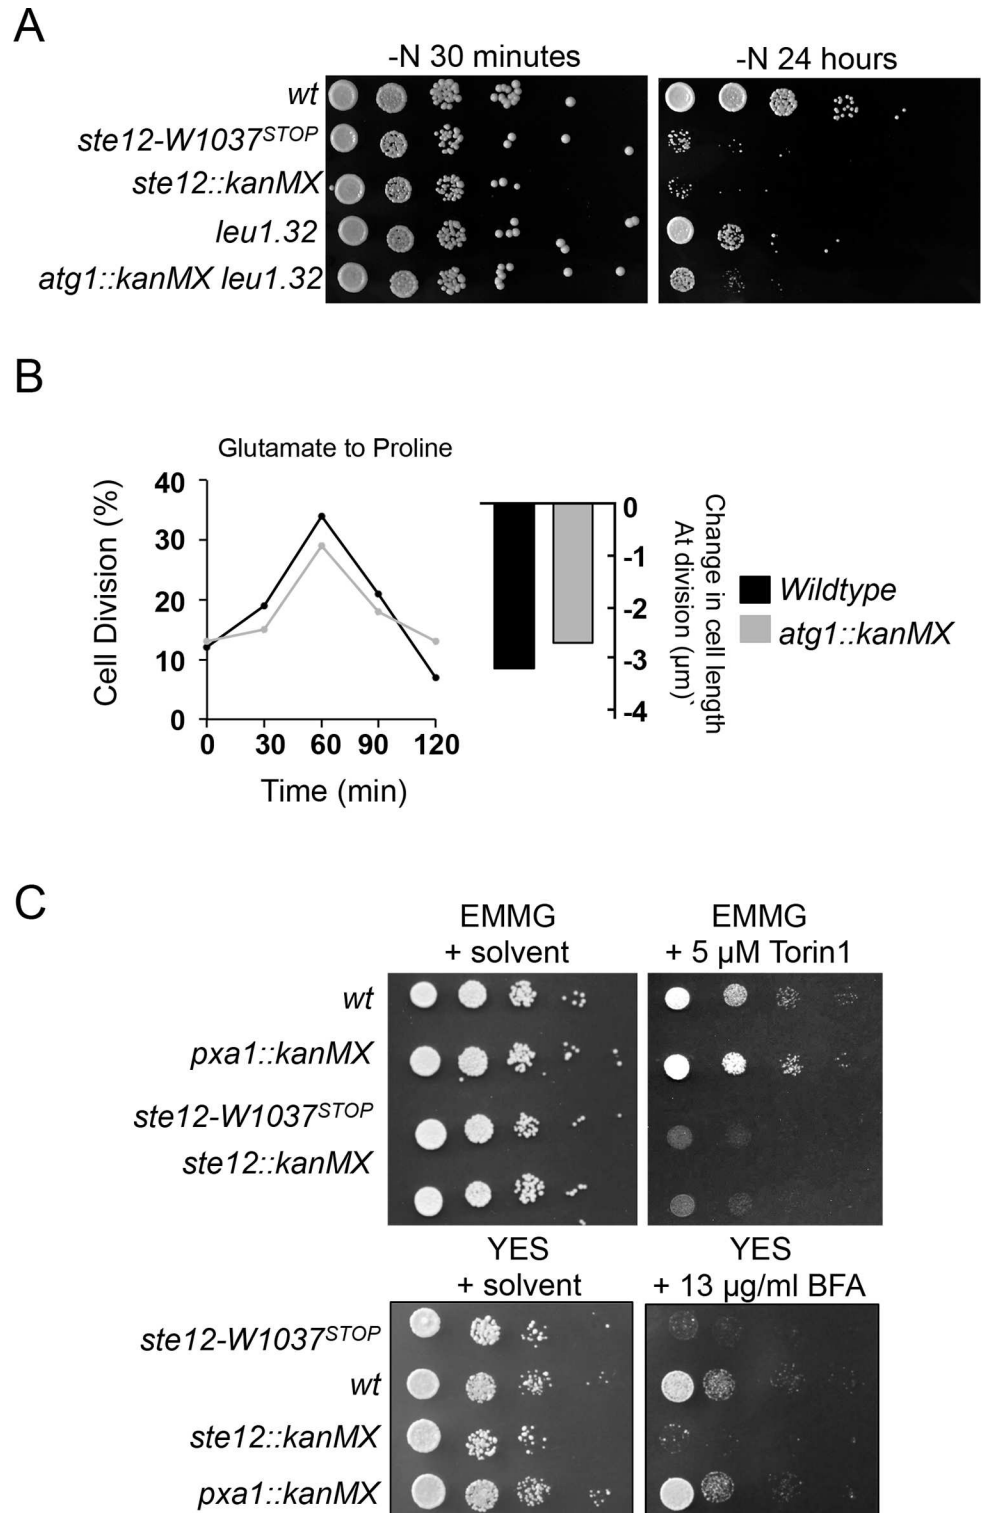 A
-N 30 minutes
-N 24 hours
wt
ste12-W1037STOP
ste12::kanMX
leu1.32
atg1::kanMX leu1.32
B
Glutamate to Proline
Cell Division (%)
40
30
20
10
0
0 30 60 90 120
Time (min)
0
-1
-2
-3
-4
Change in cell length
At division (µm)`
Wildtype
atg1::kanMX
C
EMMG
+ solvent
EMMG
+ 5 µM Torin1
wt
pxa1::kanMX
ste12-W1037STOP
ste12::kanMX
YES
+ solvent
YES
+ 13 µg/ml BFA
ste12-W1037STOP
wt
ste12::kanMX
pxa1::kanMX